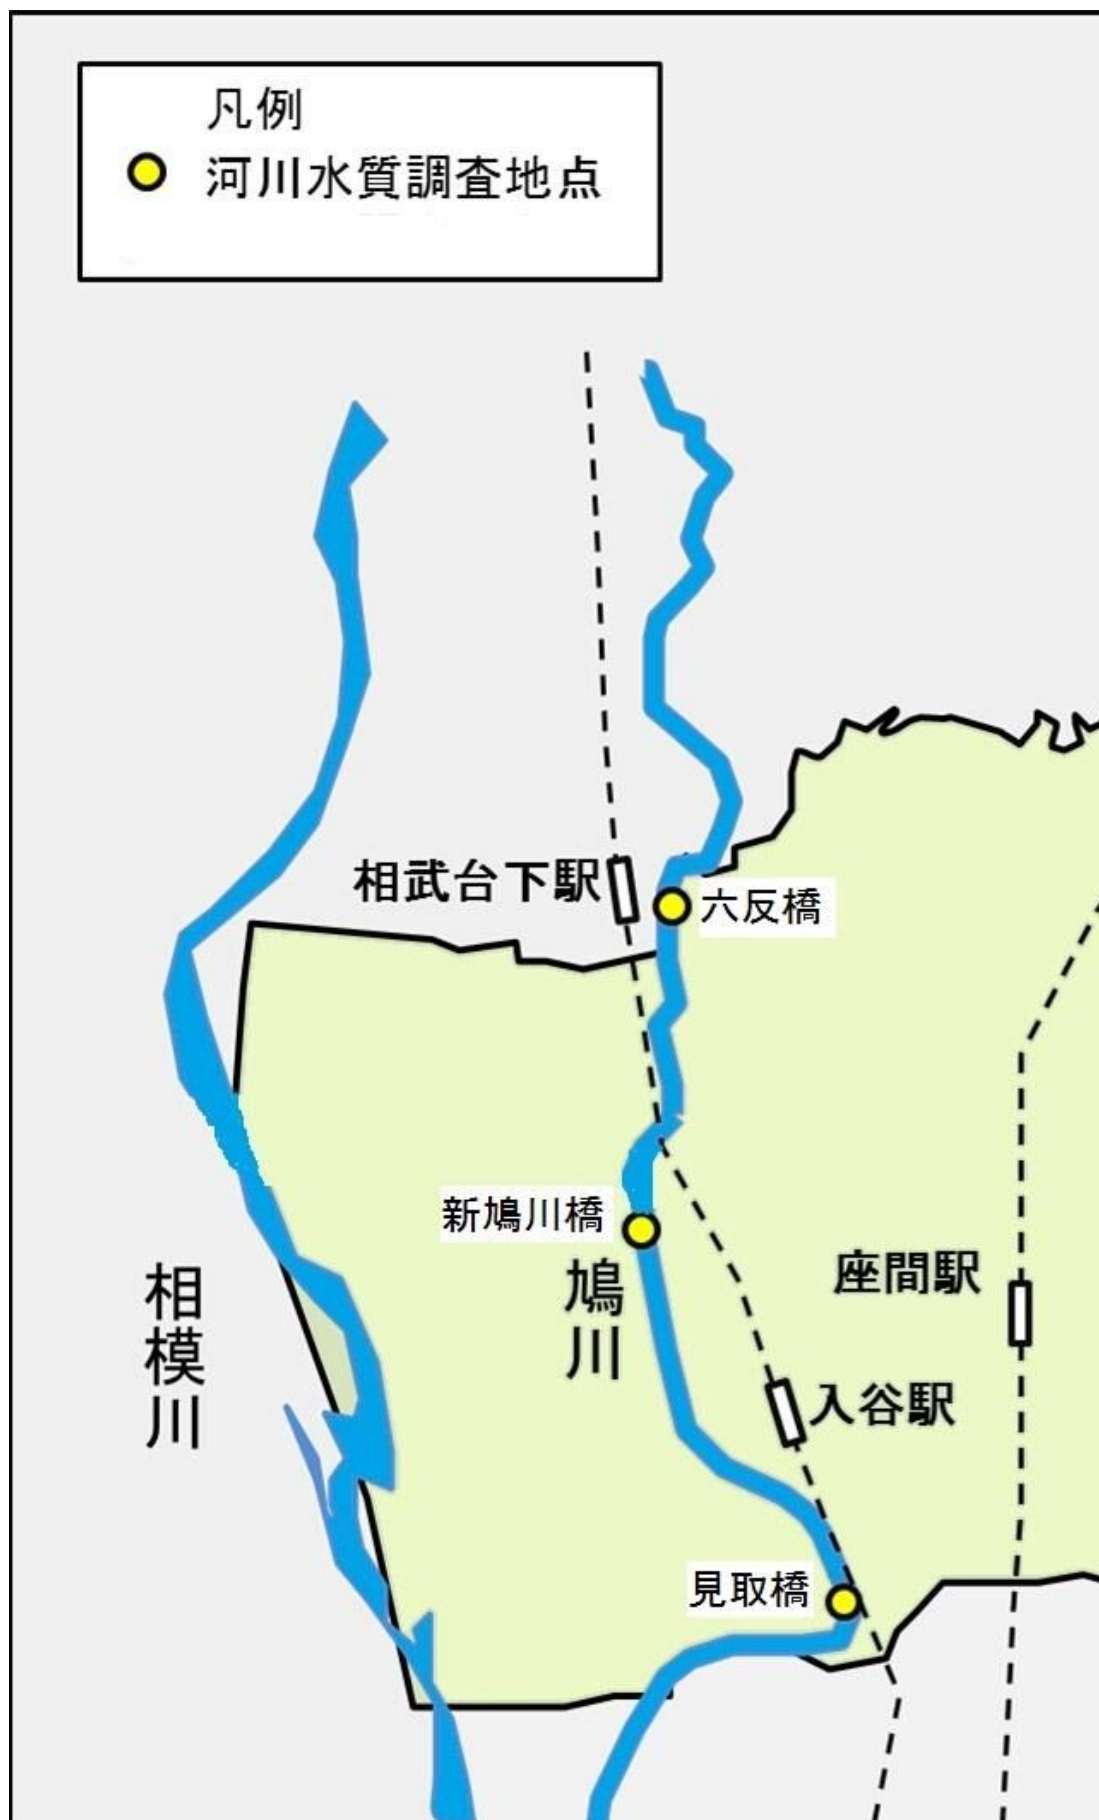 凡例
河川水質調査地点
相武台下駅
六反橋
新鳩川橋
鳩川
相模川
座間駅
入谷駅
見取橋